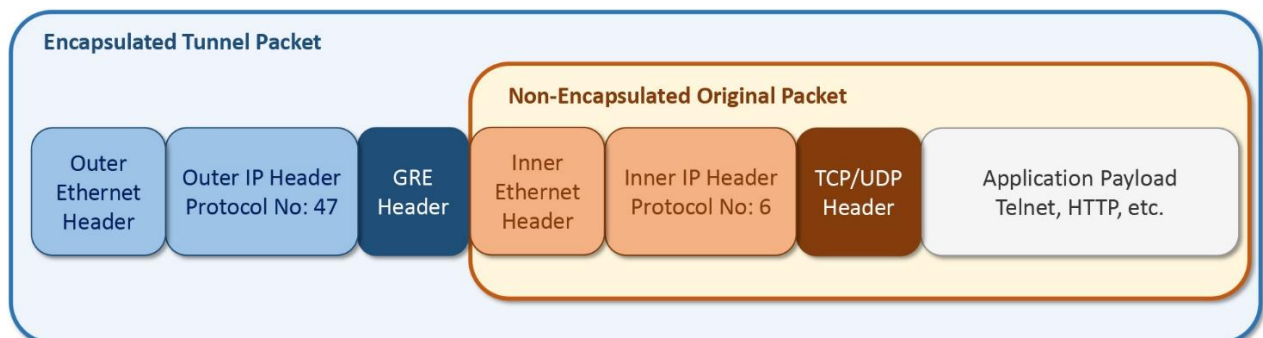 Encapsulated Tunnel Packet
Non-Encapsulated Original Packet
Outer
Ethernet
Header
Outer IP Header
Protocol No: 47
GRE
Header
Inner
Ethernet
Header
Inner IP Header
Protocol No: 6
TCP/UDP
Header
Application Payload
Telnet, HTTP, etc.